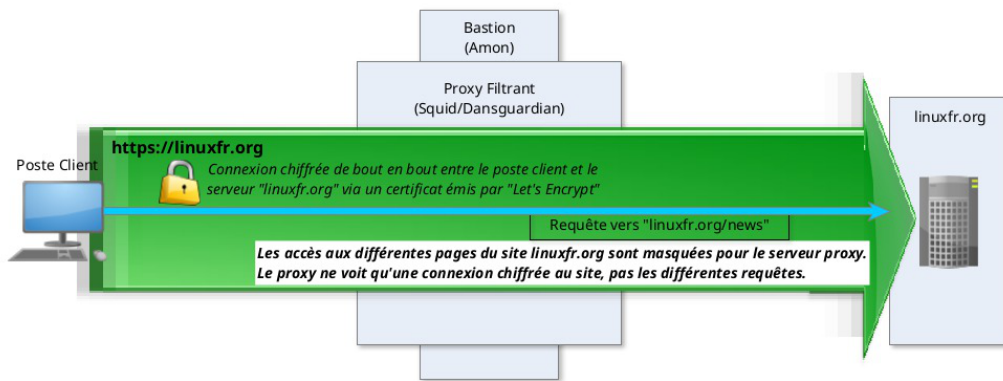 Bastion
(Amon)
Proxy Filtrant
(Squid/Dansguardian)
linuxfr.org
https://linuxfr.org
Poste Client
Connexion chiffrée de bout en bout entre le poste client et le
serveur "linuxfr.org" via un certificat émis par "Let's Encrypt"
Requête vers "linuxfr.org/news"
Les accès aux différentes pages du site linuxfr.org sont masquées pour le serveur proxy.
Le proxy ne voit qu'une connexion chiffrée au site, pas les différentes requêtes.